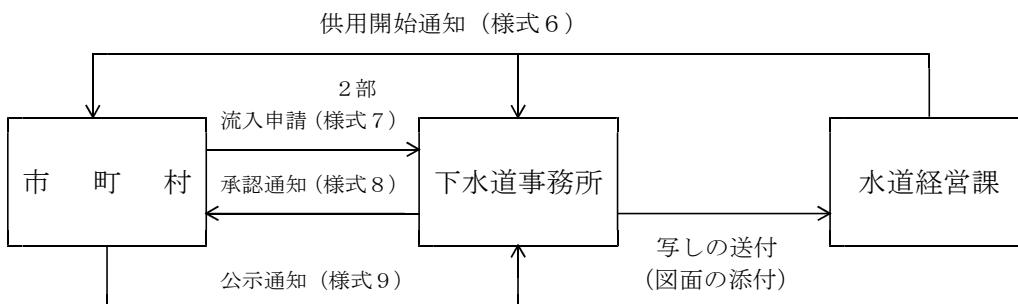 供用開始通知（様式６）
２部
流入申請（様式７）
市　町　村
承認通知（様式８）
下水道事務所
水道経営課
写しの送付
（図面の添付）
公示通知（様式９）